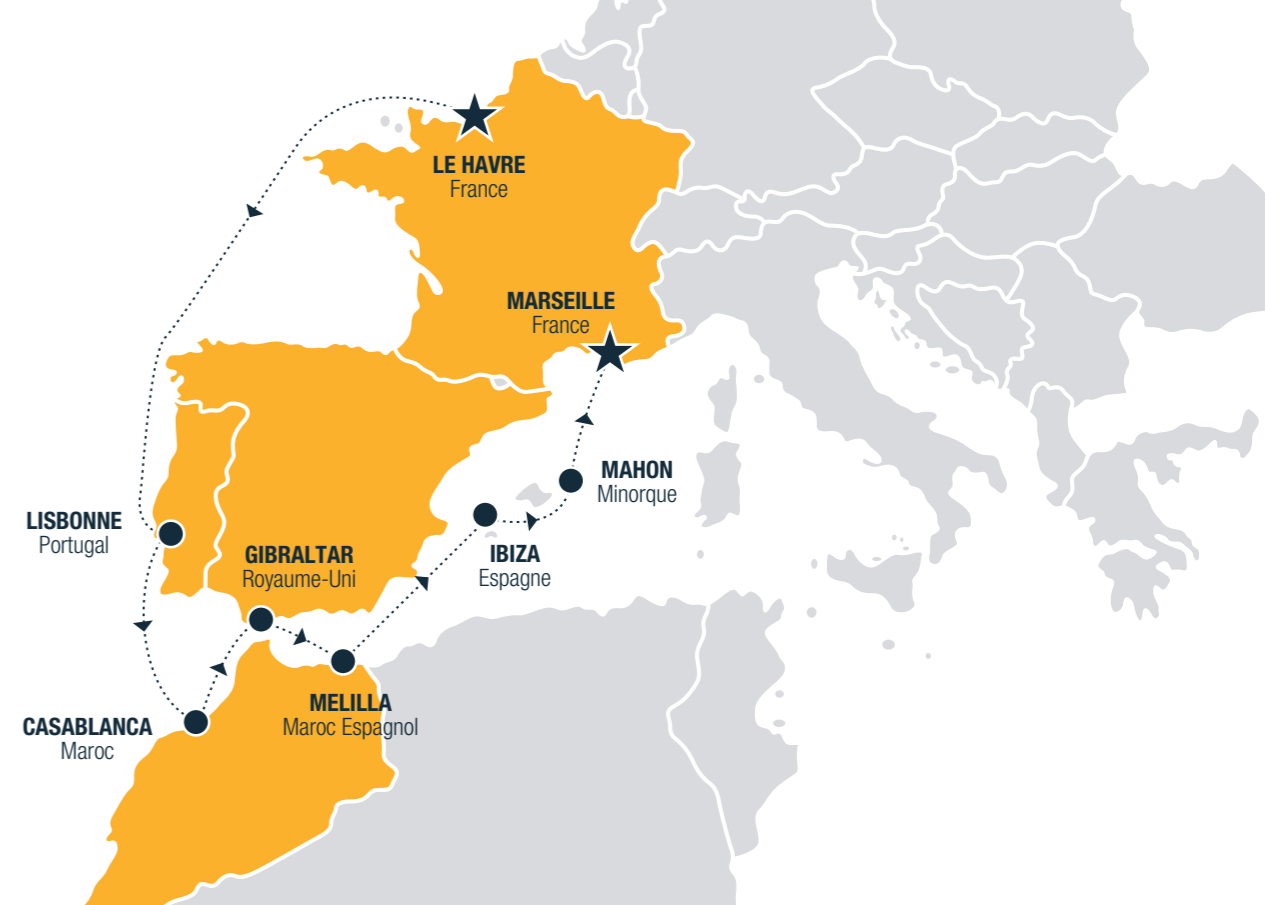 LE HAVRE
France
MARSEILLE
France
MAHON
Minorque
LISBONNE
Portugal
GIBRALTAR
Royaume-Uni
IBIZA
Espagne
MELILLA
Maroc Espagnol
CASABLANCA
Maroc